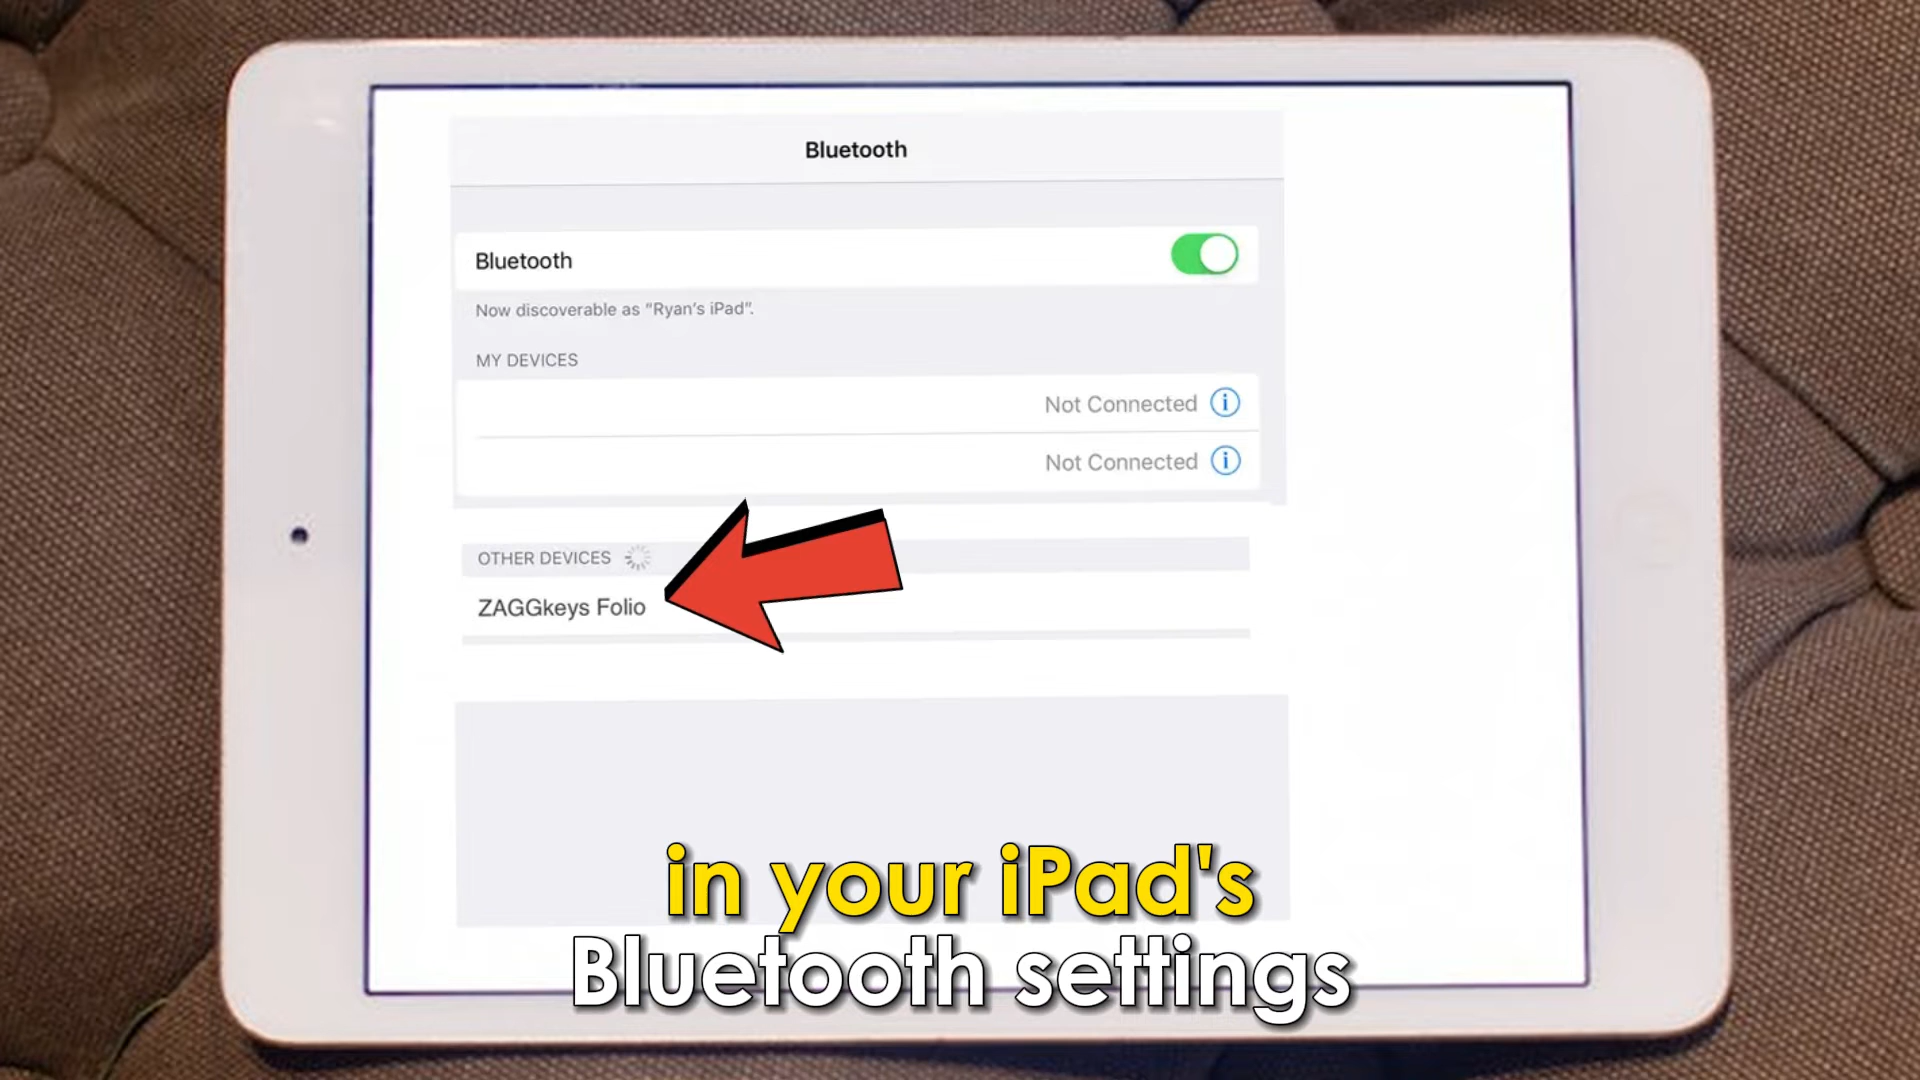 Bluetooth
Bluetooth
Now discoverable as “Ryan’s iPad”.
MY DEVICES
Not Connected
Not Connected
OTHER DEVICES
ZAGGkeys Folio
in your iPad's
Bluetooth settings